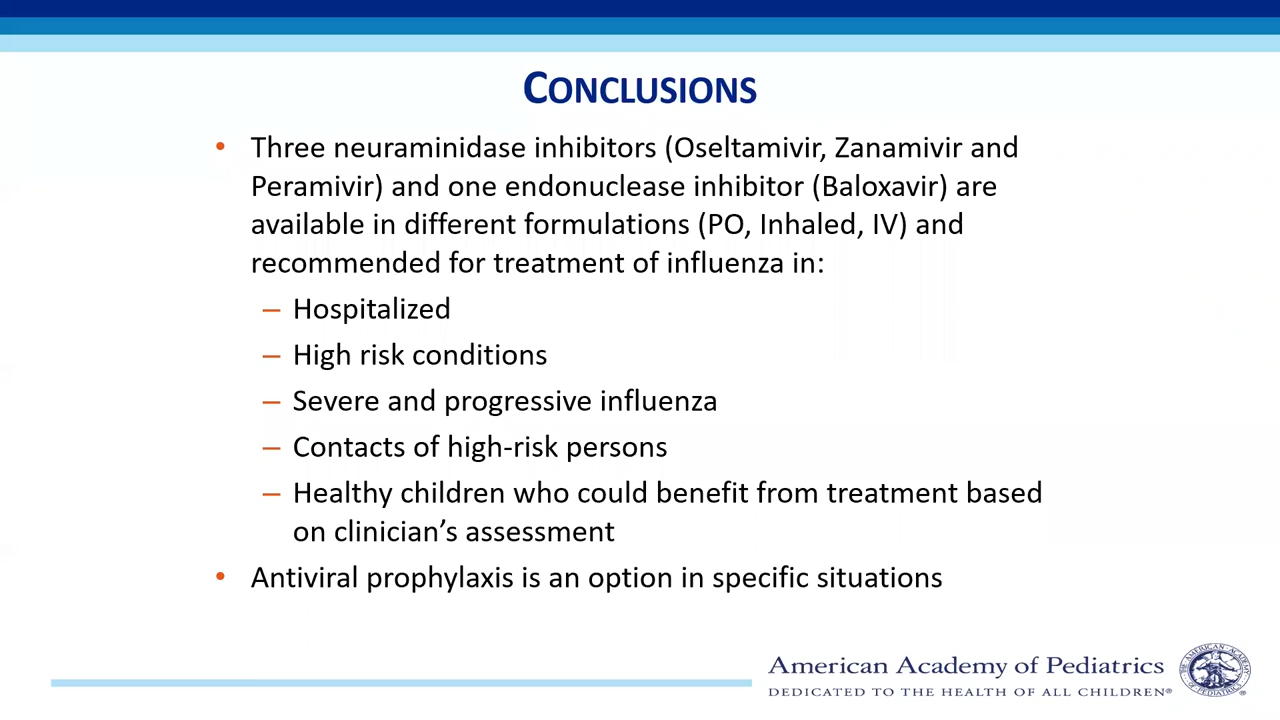 CONCLUSIONS
• Three neuraminidase inhibitors (Oseltamivir, Zanamivir and
Peramivir) and one endonuclease inhibitor (Baloxavir) are
available in different formulations (PO, Inhaled, IV) and
recommended for treatment of influenza in:
– Hospitalized
– High risk conditions
– Severe and progressive influenza
– Contacts of high-risk persons
– Healthy children who could benefit from treatment based
on clinician’s assessment
• Antiviral prophylaxis is an option in specific situations
American Academy of Pediatrics
DEDICATED TO THE HEALTH OF ALL CHILDREN®